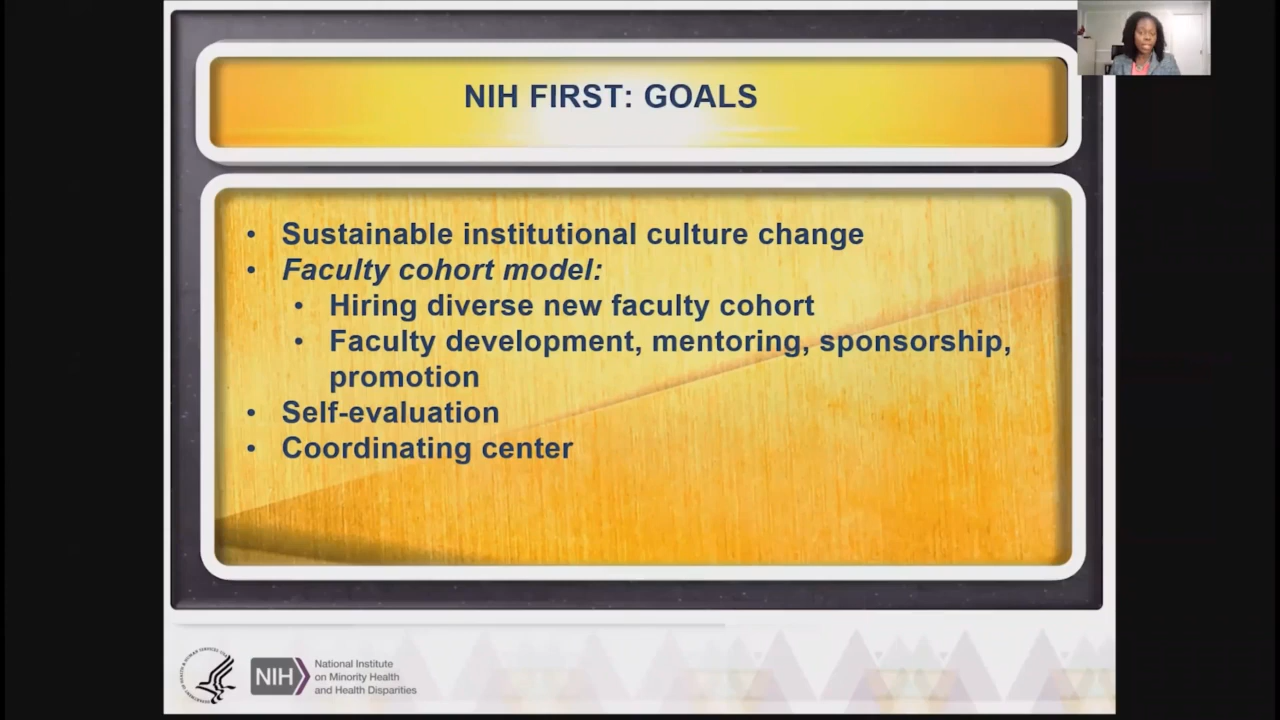 NIH FIRST: GOALS
• Sustainable institutional culture change
• Faculty cohort model:
• Hiring diverse new faculty cohort
• Faculty development, mentoring, sponsorship,
promotion
• Self-evaluation
• Coordinating center
NIH
National Institute
on Minority Health
and Health Disparities